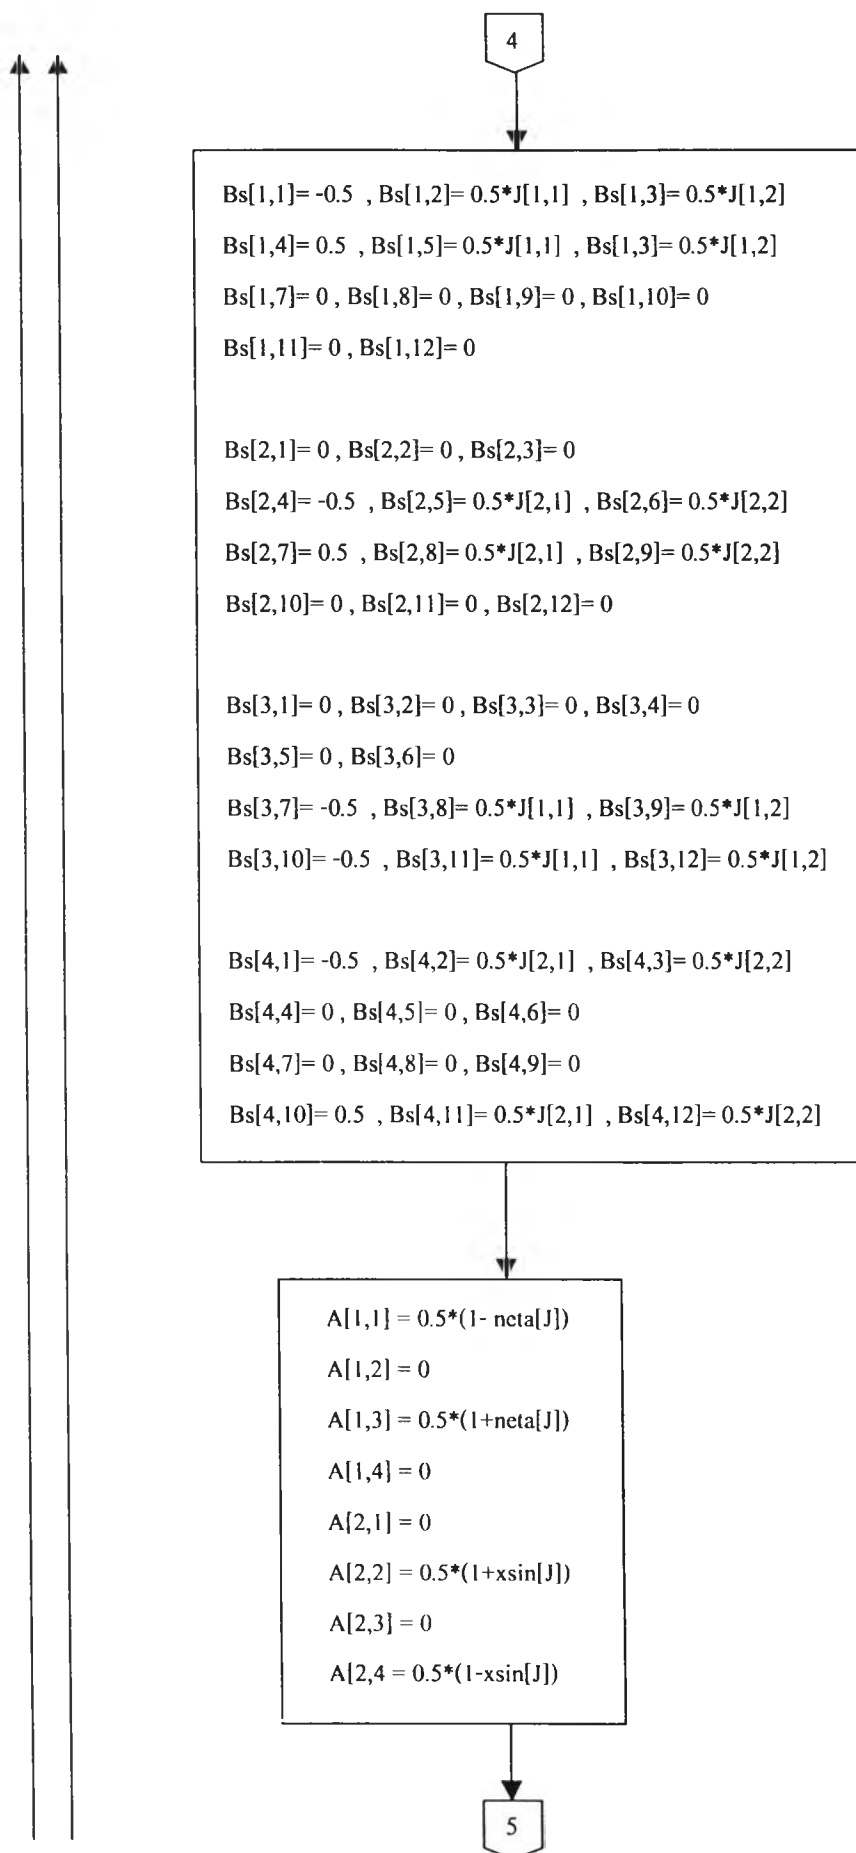 4
Bs[1,1]= -0.5 , Bs[1,2]= 0.5*J[1,1] , Bs[1,3]= 0.5*J[1,2]
Bs[1,4]= 0.5 , Bs[1,5]= 0.5*J[1,1] , Bs[1,3]= 0.5*J[1,2]
Bs[1,7]= 0 , Bs[1,8]= 0 , Bs[1,9]= 0 , Bs[1,10]= 0
Bs[1,11]= 0 , Bs[1,12]= 0
Bs[2,1]= 0 , Bs[2,2]= 0 , Bs[2,3]= 0
Bs[2,4]= -0.5 , Bs[2,5]= 0.5*J[2,1] , Bs[2,6]= 0.5*J[2,2]
Bs[2,7]= 0.5 , Bs[2,8]= 0.5*J[2,1] , Bs[2,9]= 0.5*J[2,2]
Bs[2,10]= 0 , Bs[2,11]= 0 , Bs[2,12]= 0
Bs[3,1]= 0 , Bs[3,2]= 0 , Bs[3,3]= 0 , Bs[3,4]= 0
Bs[3,5]= 0 , Bs[3,6]= 0
Bs[3,7]= -0.5 , Bs[3,8]= 0.5*J[1,1] , Bs[3,9]= 0.5*J[1,2]
Bs[3,10]= -0.5 , Bs[3,11]= 0.5*J[1,1] , Bs[3,12]= 0.5*J[1,2]
Bs[4,1]= -0.5 , Bs[4,2]= 0.5*J[2,1] , Bs[4,3]= 0.5*J[2,2]
Bs[4,4]= 0 , Bs[4,5]= 0 , Bs[4,6]= 0
Bs[4,7]= 0 , Bs[4,8]= 0 , Bs[4,9]= 0
Bs[4,10]= 0.5 , Bs[4,11]= 0.5*J[2,1] , Bs[4,12]= 0.5*J[2,2]
A[1,1] = 0.5*(1- neta[J])
A[1,2] = 0
A[1,3] = 0.5*(1+neta[J])
A[1,4] = 0
A[2,1] = 0
A[2,2] = 0.5*(1+xsin[J])
A[2,3] = 0
A[2,4 = 0.5*(1-xsin[J])
5